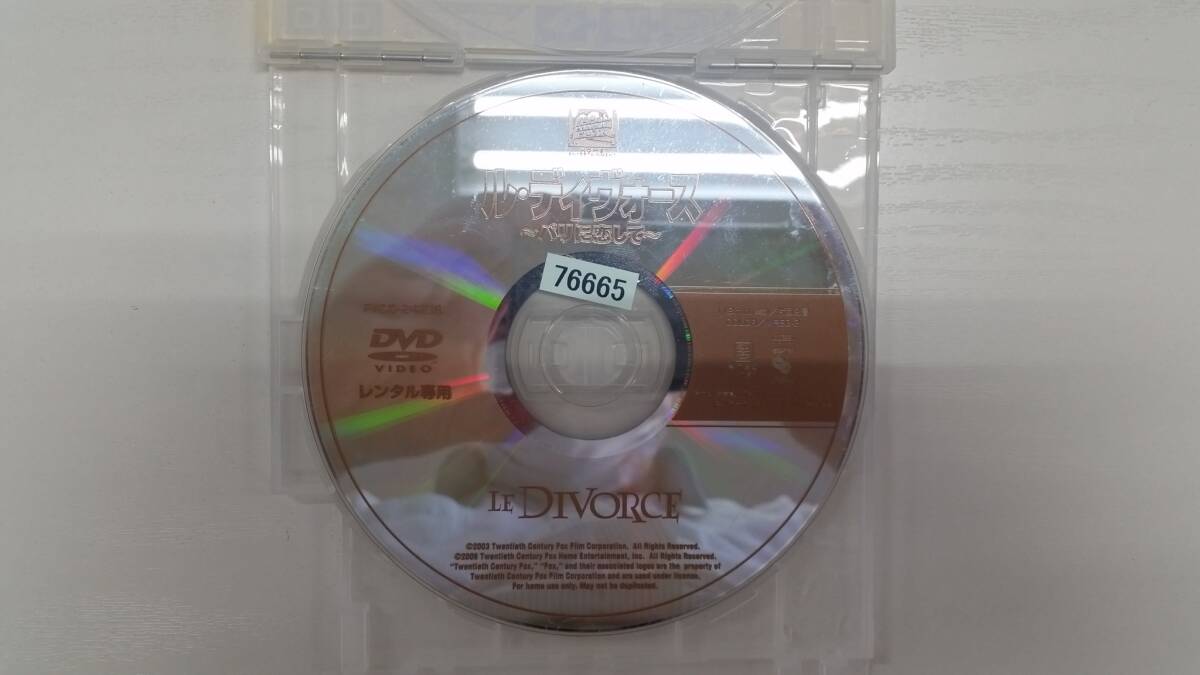 ル・ディヴォース
～パリに恋して～
76665
DVD
VIDEO
レンタル専用
LE DIVORCE
©2003 Twentieth Century Fox Film Corporation. All Rights Reserved.
©2006 Twentieth Century Fox Home Entertainment, Inc. All Rights Reserved.
"Twentieth Century Fox," "Fox," and their associated logos are the property of
Twentieth Century Fox Film Corporation and are used under license.
For home use only. May not be duplicated.